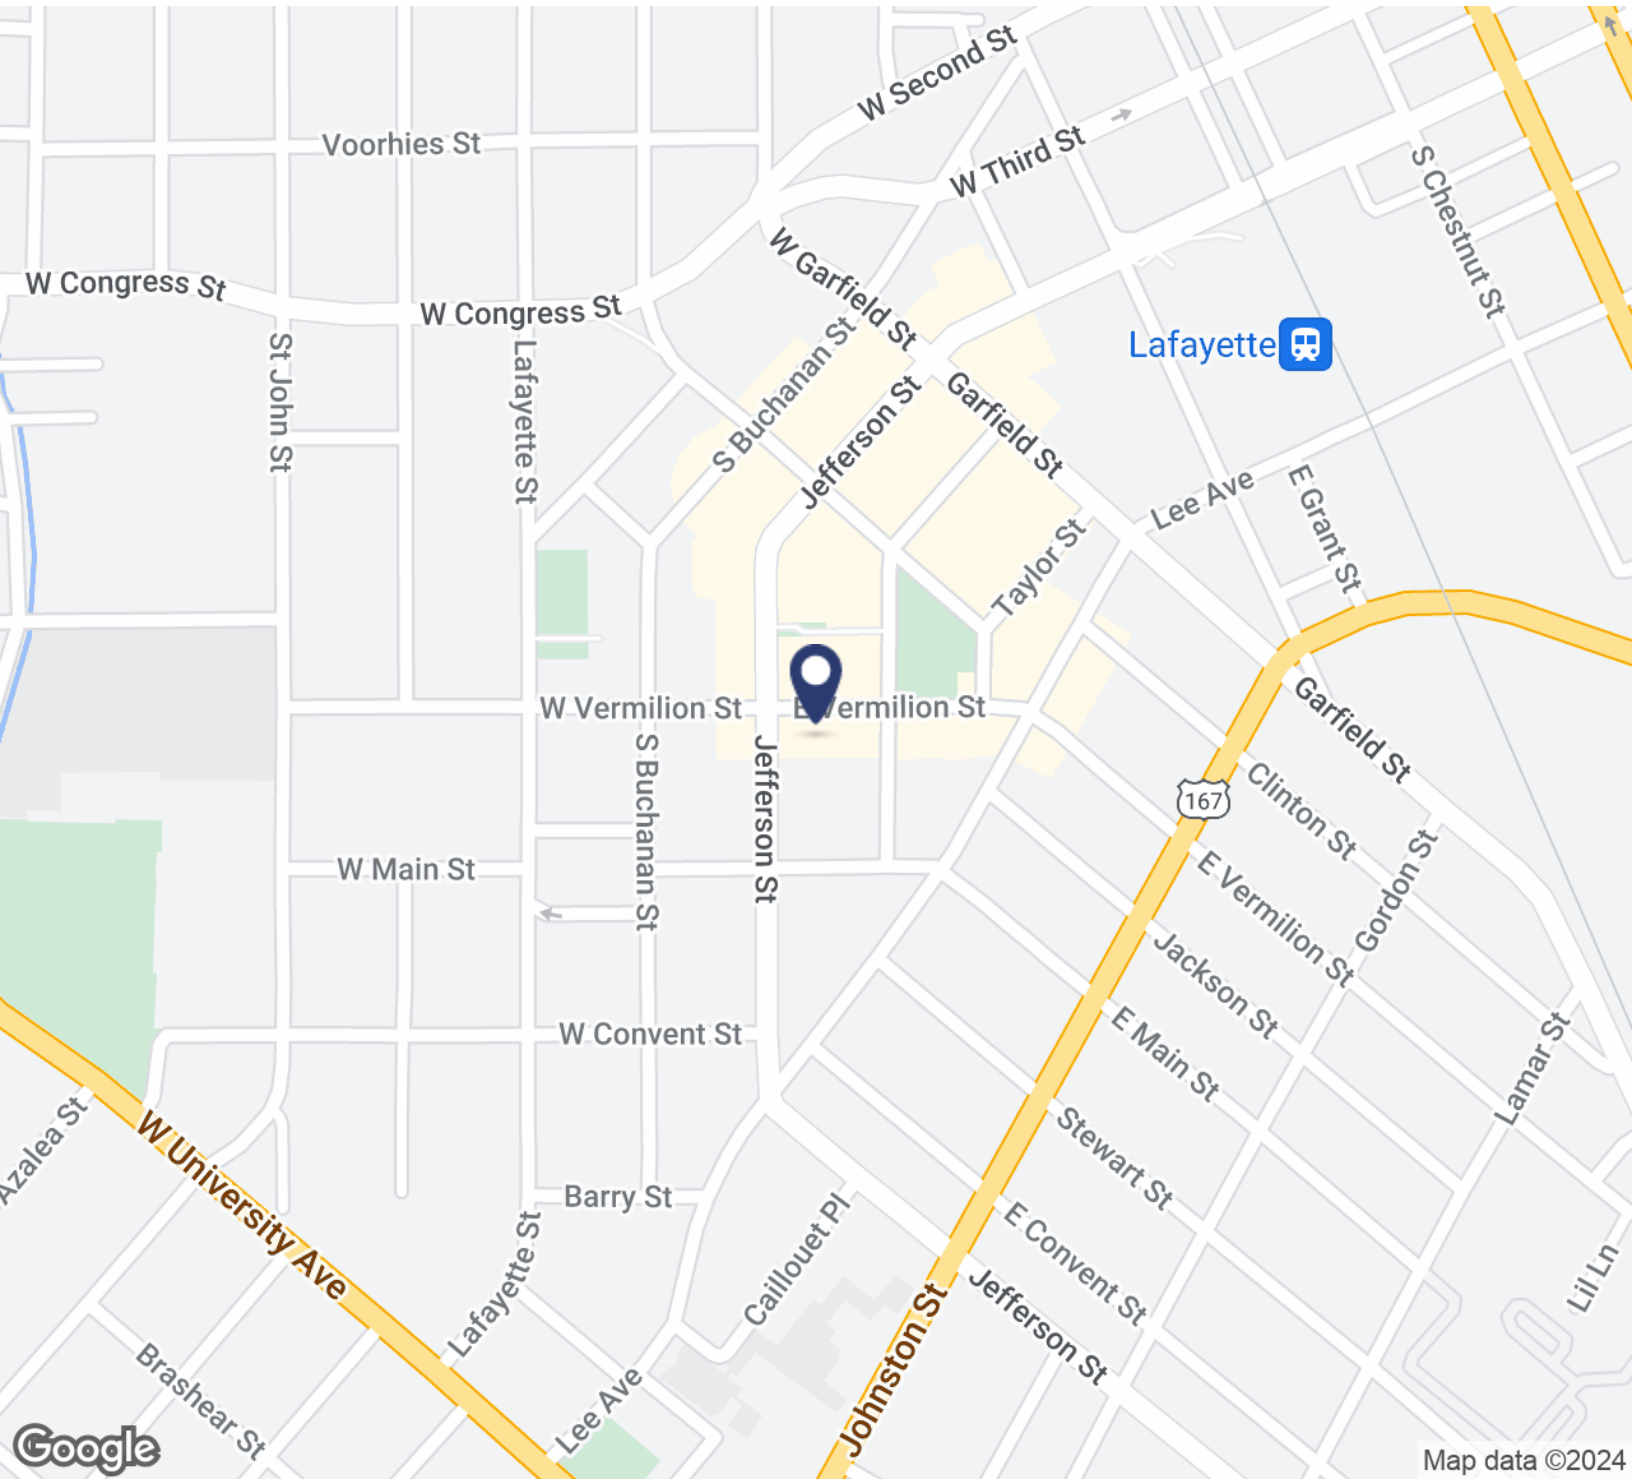 W Second St
Voorhies St
W Third St
S Chestnut St
W Garfield St
W Congress St
W Congress St
St John St
Lafayette St
S Buchanan St
Jefferson St
Garfield St
Lafayette
Lee Ave
E Grant St
Taylor St
W Vermilion St
E Vermilion St
Garfield St
S Buchanan St
Jefferson St
167
Clinton St
Gordon St
E Vermilion St
W Main St
Jackson St
E Main St
W Convent St
Lamar St
Azalea St
W University Ave
Stewart St
Barry St
Lafayette St
Caillouet Pl
E Convent St
Jefferson St
Lil Ln
Johnston St
Brashear St
Lee Ave
Google
Map data ©2024